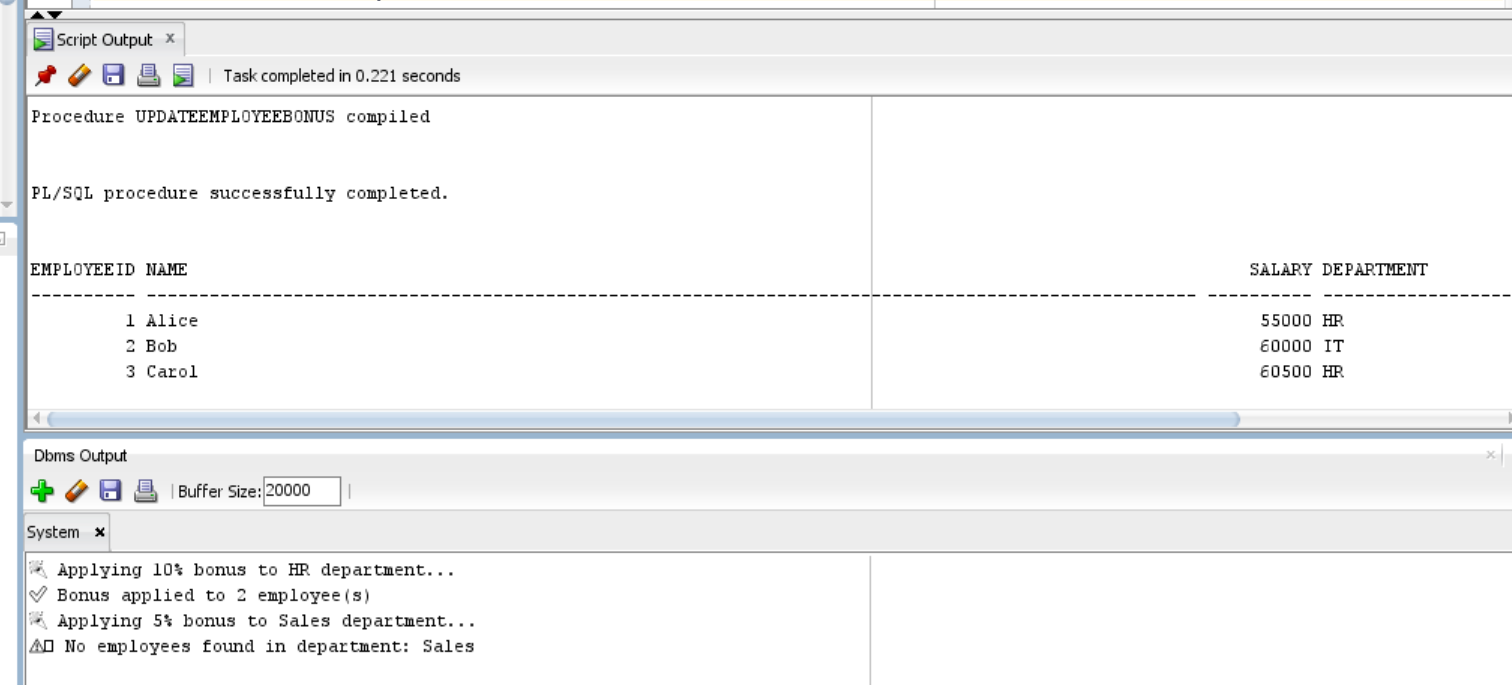 Script Output x
Task completed in 0.221 seconds
Procedure UPDATEEMPLOYEEBONUS compiled
PL/SQL procedure successfully completed.
EMPLOYEEID NAME SALARY DEPARTMENT
---------- ---------------------------------------------------------------------------------------------------- ---------- --------------------
1 Alice 55000 HR
2 Bob 60000 IT
3 Carol 60500 HR
Dbms Output
Buffer Size: 20000
System
Applying 10% bonus to HR department...
Bonus applied to 2 employee(s)
Applying 5% bonus to Sales department...
No employees found in department: Sales